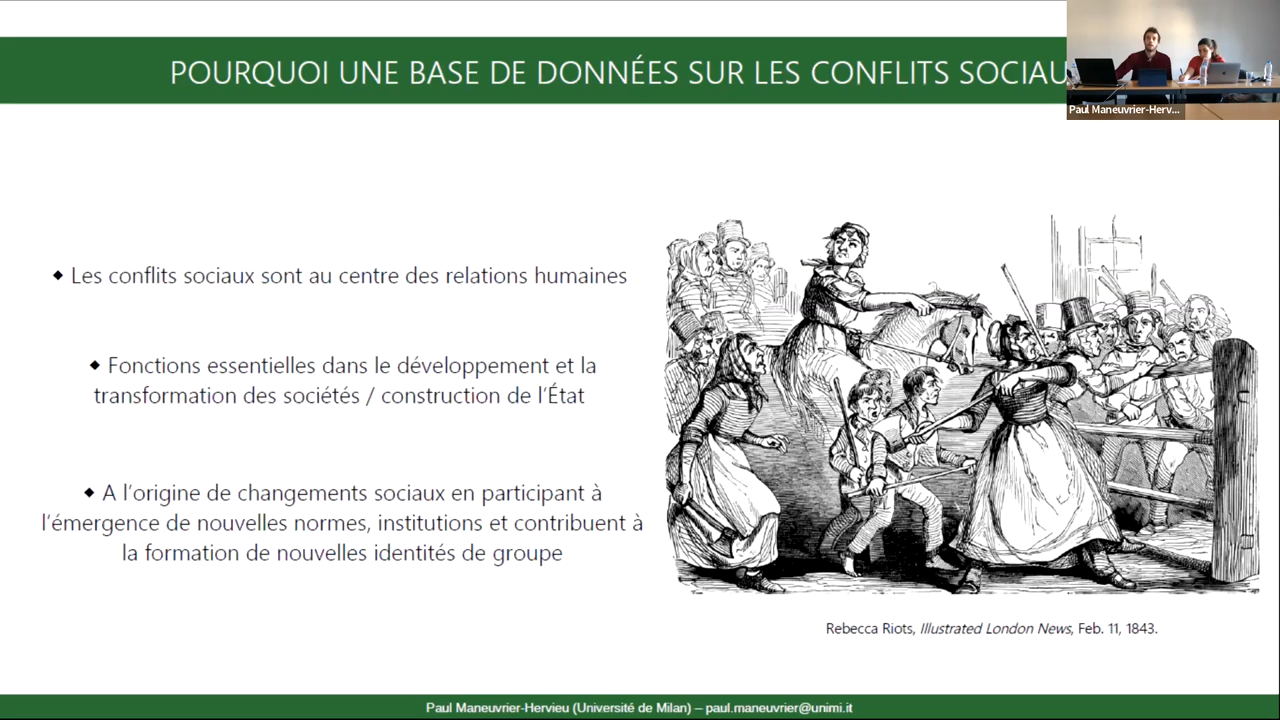 POURQUOI UNE BASE DE DONNÉES SUR LES CONFLITS SOCIAU
Paul Maneuvrier-Herv...
◆ Les conflits sociaux sont au centre des relations humaines
◆ Fonctions essentielles dans le développement et la
transformation des sociétés / construction de l'État
◆ A l'origine de changements sociaux en participant à
l'émergence de nouvelles normes, institutions et contribuent à
la formation de nouvelles identités de groupe
Rebecca Riots, Illustrated London News, Feb. 11, 1843.
Paul Maneuvrier-Hervieu (Université de Milan) – paul.maneuvrier@unimi.it